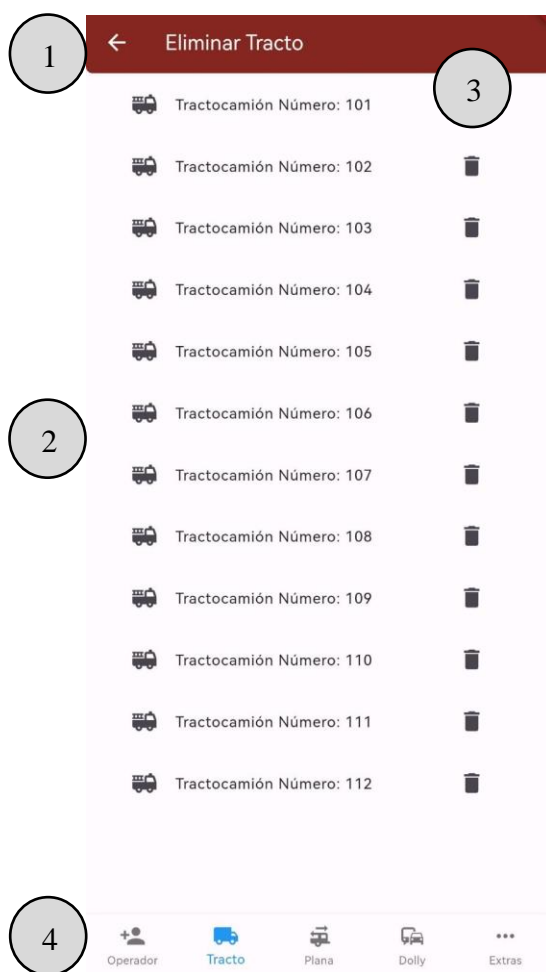 1
Eliminar Tracto
3
Tractocamión Número: 101
Tractocamión Número: 102
Tractocamión Número: 103
Tractocamión Número: 104
Tractocamión Número: 105
2
Tractocamión Número: 106
Tractocamión Número: 107
Tractocamión Número: 108
Tractocamión Número: 109
Tractocamión Número: 110
Tractocamión Número: 111
Tractocamión Número: 112
4
Operador Tracto Plana Dolly Extras